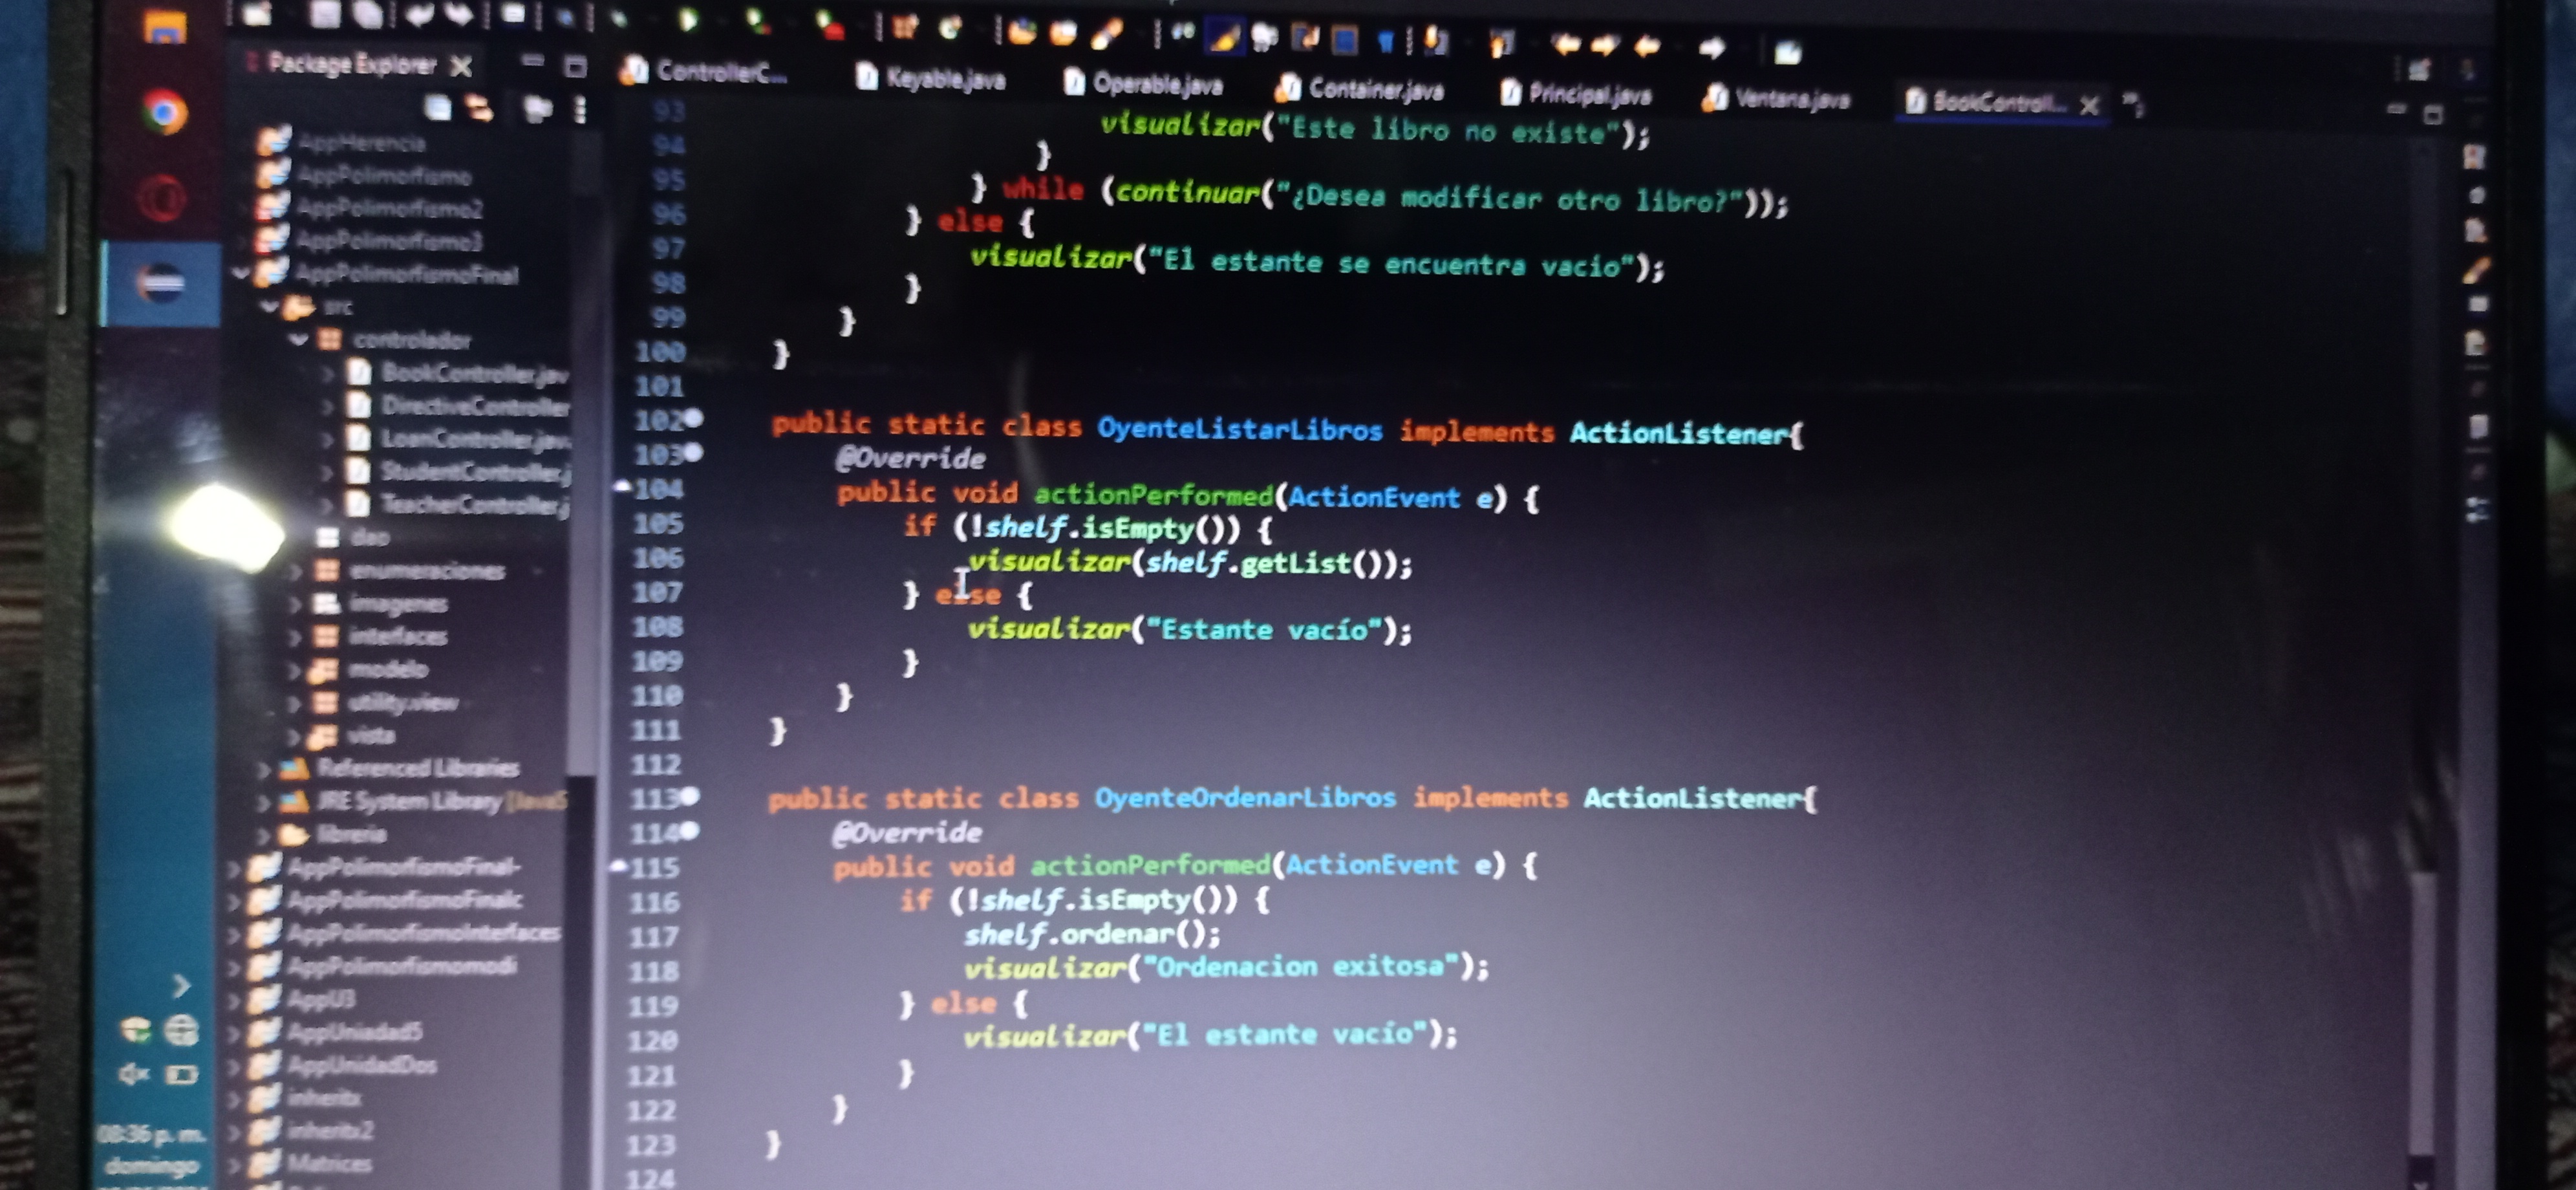 Package Explorer
ControllerC...
Keyable.java
Operable.java
Container.java
Principal.java
Ventana.java
BookControll...
AppHerencia
AppPolimorfismo
AppPolimorfismo2
AppPolimorfismo3
AppPolimorfismoFinal
src
controlador
BookController.jav
DirectiveController
LoanController.jav
StudentController.j
TeacherController.j
dao
enumeraciones
imagenes
interfaces
modelo
utility.view
vista
Referenced Libraries
JRE System Library [JavaS
libreria
AppPolimorfismoFinal-
AppPolimorfismoFinalc
AppPolimorfismoInterfaces
AppPolimorfismomodi
AppU3
AppUniadad5
AppUnidadDos
inherita
inherita2
Matrices
08:36 p. m.
domingo
93 visualizar("Este libro no existe");
94 }
95 } while (continuar("¿Desea modificar otro libro?"));
96 } else {
97 visualizar("El estante se encuentra vacio");
98 }
99 }
100 }
101
102 public static class OyenteListarLibros implements ActionListener{
103 @Override
104 public void actionPerformed(ActionEvent e) {
105 if (!shelf.isEmpty()) {
106 visualizar(shelf.getList());
107 } else {
108 visualizar("Estante vacío");
109 }
110 }
111 }
112
113 public static class OyenteOrdenarLibros implements ActionListener{
114 @Override
115 public void actionPerformed(ActionEvent e) {
116 if (!shelf.isEmpty()) {
117 shelf.ordenar();
118 visualizar("Ordenacion exitosa");
119 } else {
120 visualizar("El estante vacío");
121 }
122 }
123 }
124